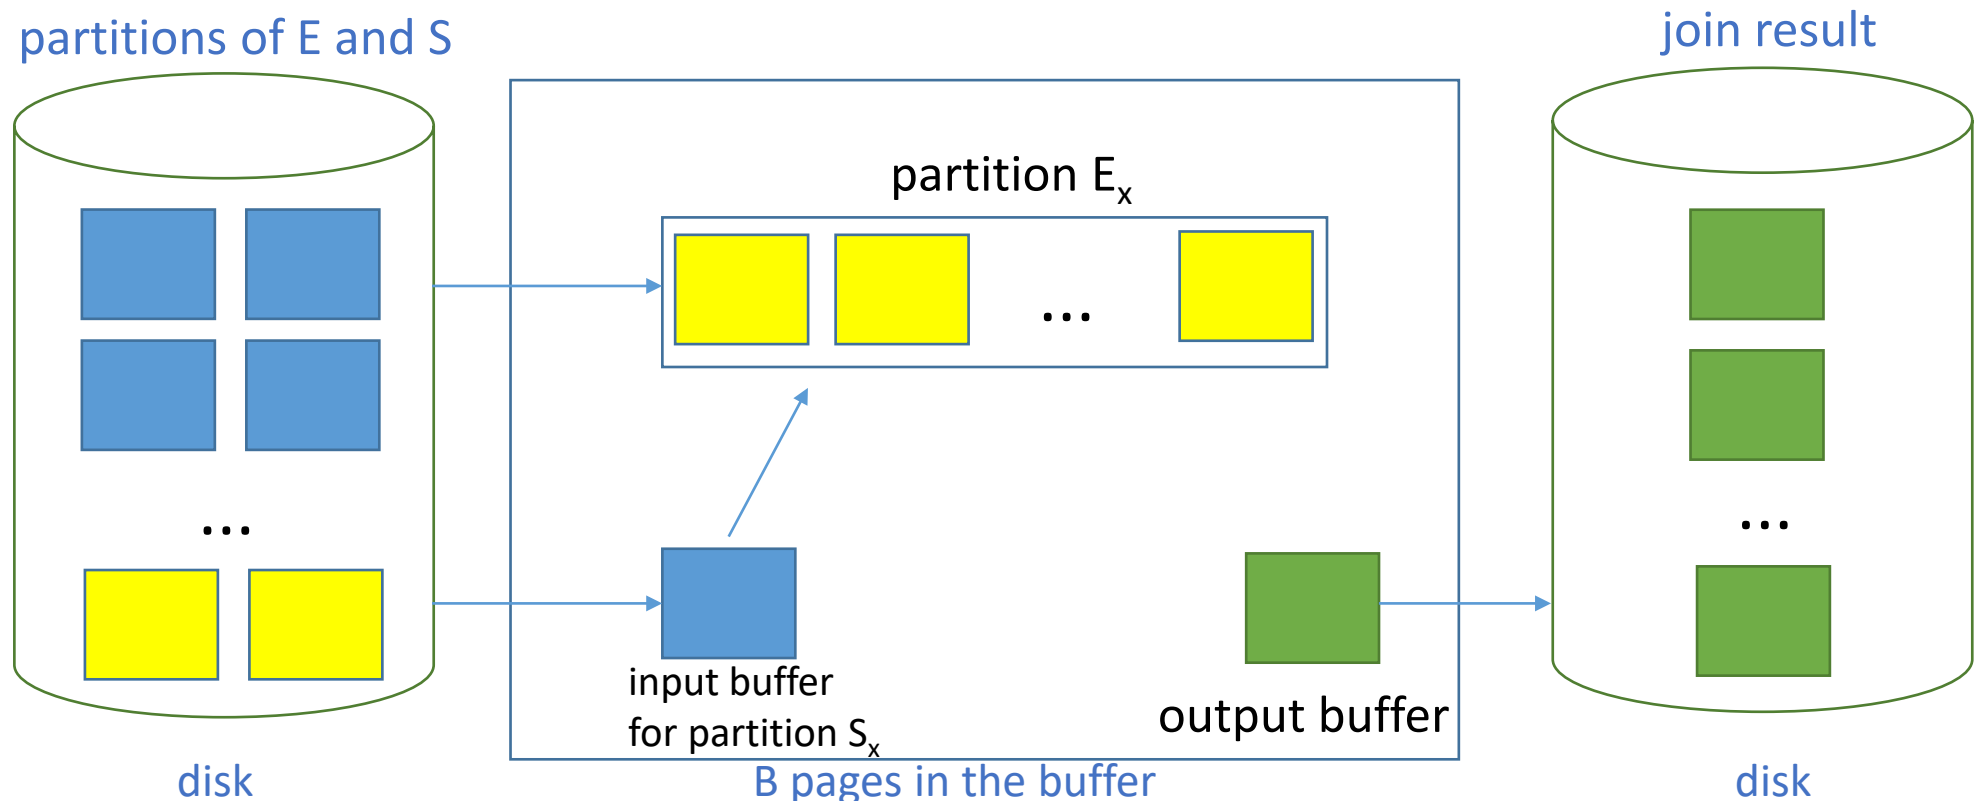 partitions of E and S
join result
partition Eₓ
...
...
...
input buffer
for partition Sₓ
output buffer
disk
B pages in the buffer
disk